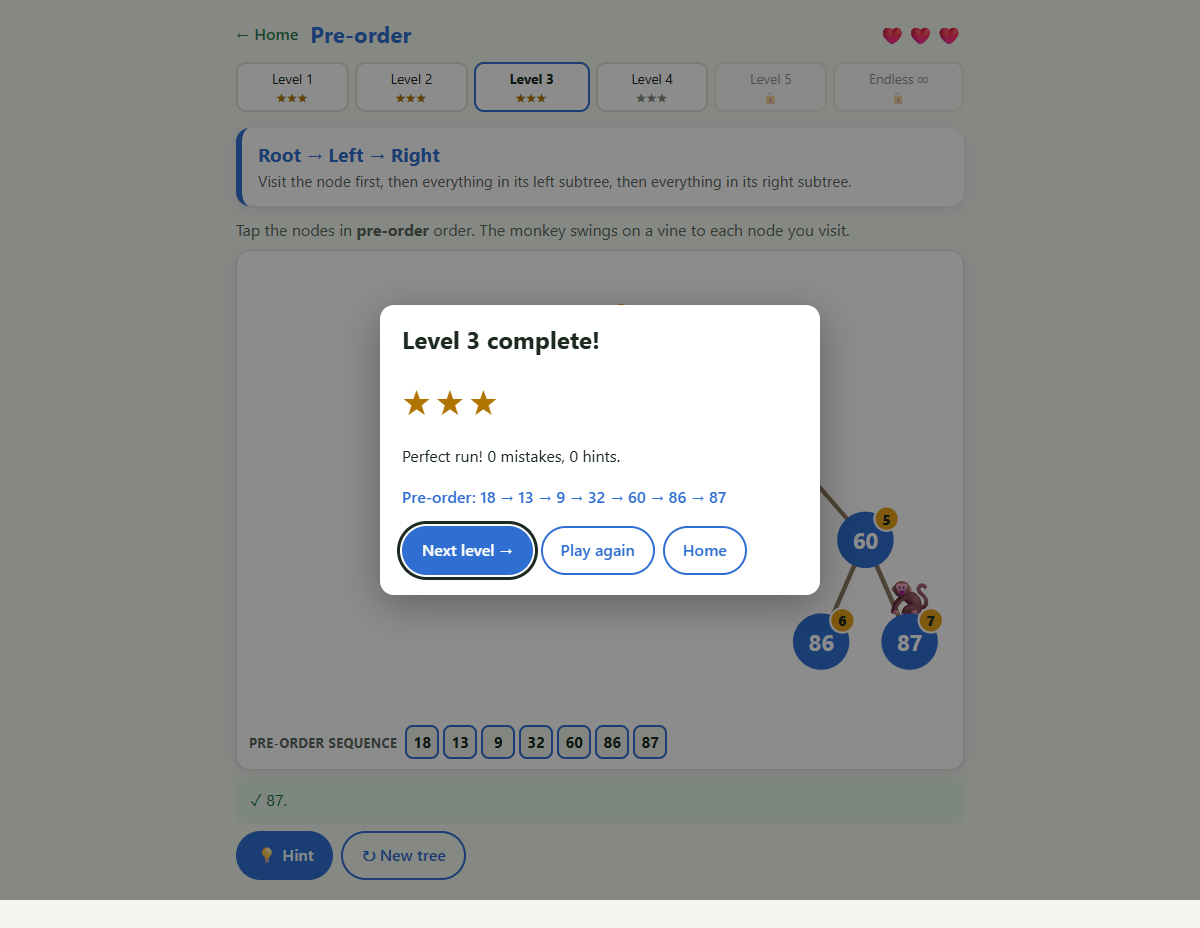 ← Home Pre-order
Level 1 Level 2 Level 3 Level 4 Level 5 Endless ∞
★★★ ★★★ ★★★ ★★★
Root → Left → Right
Visit the node first, then everything in its left subtree, then everything in its right subtree.
Tap the nodes in pre-order order. The monkey swings on a vine to each node you visit.
Level 3 complete!
★★★
Perfect run! 0 mistakes, 0 hints.
Pre-order: 18 → 13 → 9 → 32 → 60 → 86 → 87
Next level → Play again Home
5
60
6 7
86 87
PRE-ORDER SEQUENCE 18 13 9 32 60 86 87
✓ 87.
Hint ↻ New tree